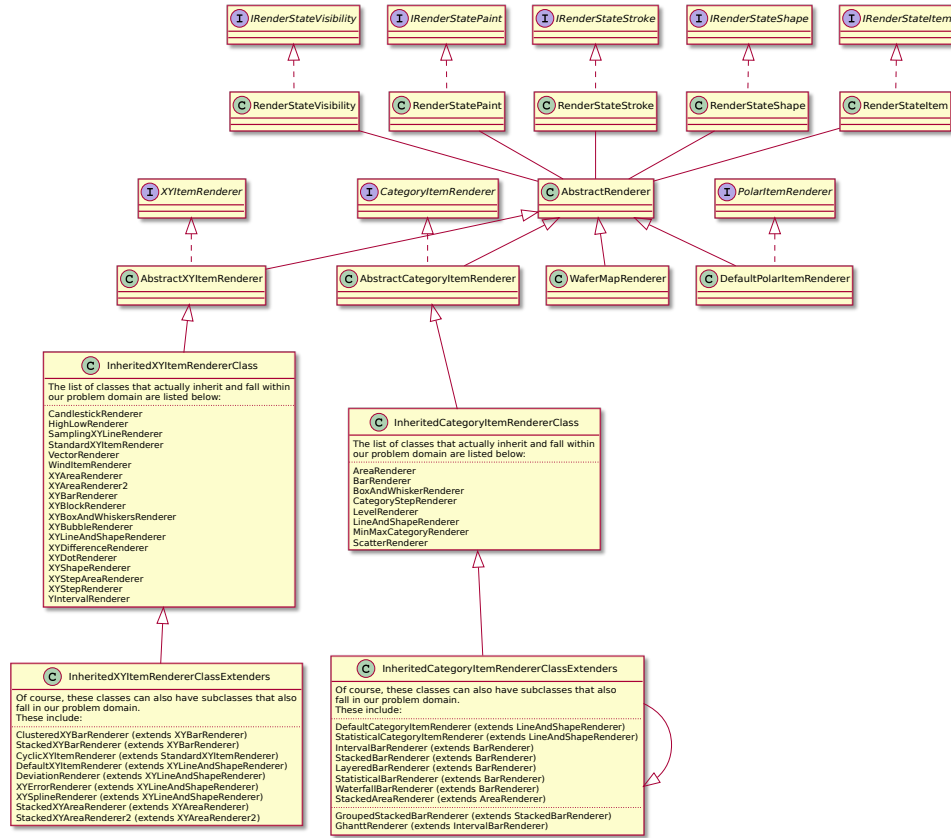 I IRenderStateVisibility
I IRenderStatePaint
I IRenderStateStroke
I IRenderStateShape
I IRenderStateItem
C RenderStateVisibility
C RenderStatePaint
C RenderStateStroke
C RenderStateShape
C RenderStateItem
I XYItemRenderer
I CategoryItemRenderer
C AbstractRenderer
I PolarItemRenderer
C AbstractXYItemRenderer
C AbstractCategoryItemRenderer
C WaferMapRenderer
C DefaultPolarItemRenderer
C InheritedXYItemRendererClass
The list of classes that actually inherit and fall within
our problem domain are listed below:
CandlestickRenderer
HighLowRenderer
SamplingXYLineRenderer
StandardXYItemRenderer
VectorRenderer
WindItemRenderer
XYAreaRenderer
XYAreaRenderer2
XYBarRenderer
XYBlockRenderer
XYBoxAndWhiskersRenderer
XYBubbleRenderer
XYLineAndShapeRenderer
XYDifferenceRenderer
XYDotRenderer
XYShapeRenderer
XYStepAreaRenderer
XYStepRenderer
YIntervalRenderer
C InheritedCategoryItemRendererClass
The list of classes that actually inherit and fall within
our problem domain are listed below:
AreaRenderer
BarRenderer
BoxAndWhiskerRenderer
CategoryStepRenderer
LevelRenderer
LineAndShapeRenderer
MinMaxCategoryRenderer
ScatterRenderer
C InheritedXYItemRendererClassExtenders
Of course, these classes can also have subclasses that also
fall in our problem domain.
These include:
ClusteredXYBarRenderer (extends XYBarRenderer)
StackedXYBarRenderer (extends XYBarRenderer)
CyclicXYItemRenderer (extends StandardXYItemRenderer)
DefaultXYItemRenderer (extends XYLineAndShapeRenderer)
DeviationRenderer (extends XYLineAndShapeRenderer)
XYErrorRenderer (extends XYLineAndShapeRenderer)
XYSplineRenderer (extends XYLineAndShapeRenderer)
StackedXYAreaRenderer (extends XYAreaRenderer)
StackedXYAreaRenderer2 (extends XYAreaRenderer2)
C InheritedCategoryItemRendererClassExtenders
Of course, these classes can also have subclasses that also
fall in our problem domain.
These include:
DefaultCategoryItemRenderer (extends LineAndShapeRenderer)
StatisticalCategoryItemRenderer (extends LineAndShapeRenderer)
IntervalBarRenderer (extends BarRenderer)
StackedBarRenderer (extends BarRenderer)
LayeredBarRenderer (extends BarRenderer)
StatisticalBarRenderer (extends BarRenderer)
WaterfallBarRenderer (extends BarRenderer)
StackedAreaRenderer (extends AreaRenderer)
GroupedStackedBarRenderer (extends StackedBarRenderer)
GhanttRenderer (extends IntervalBarRenderer)